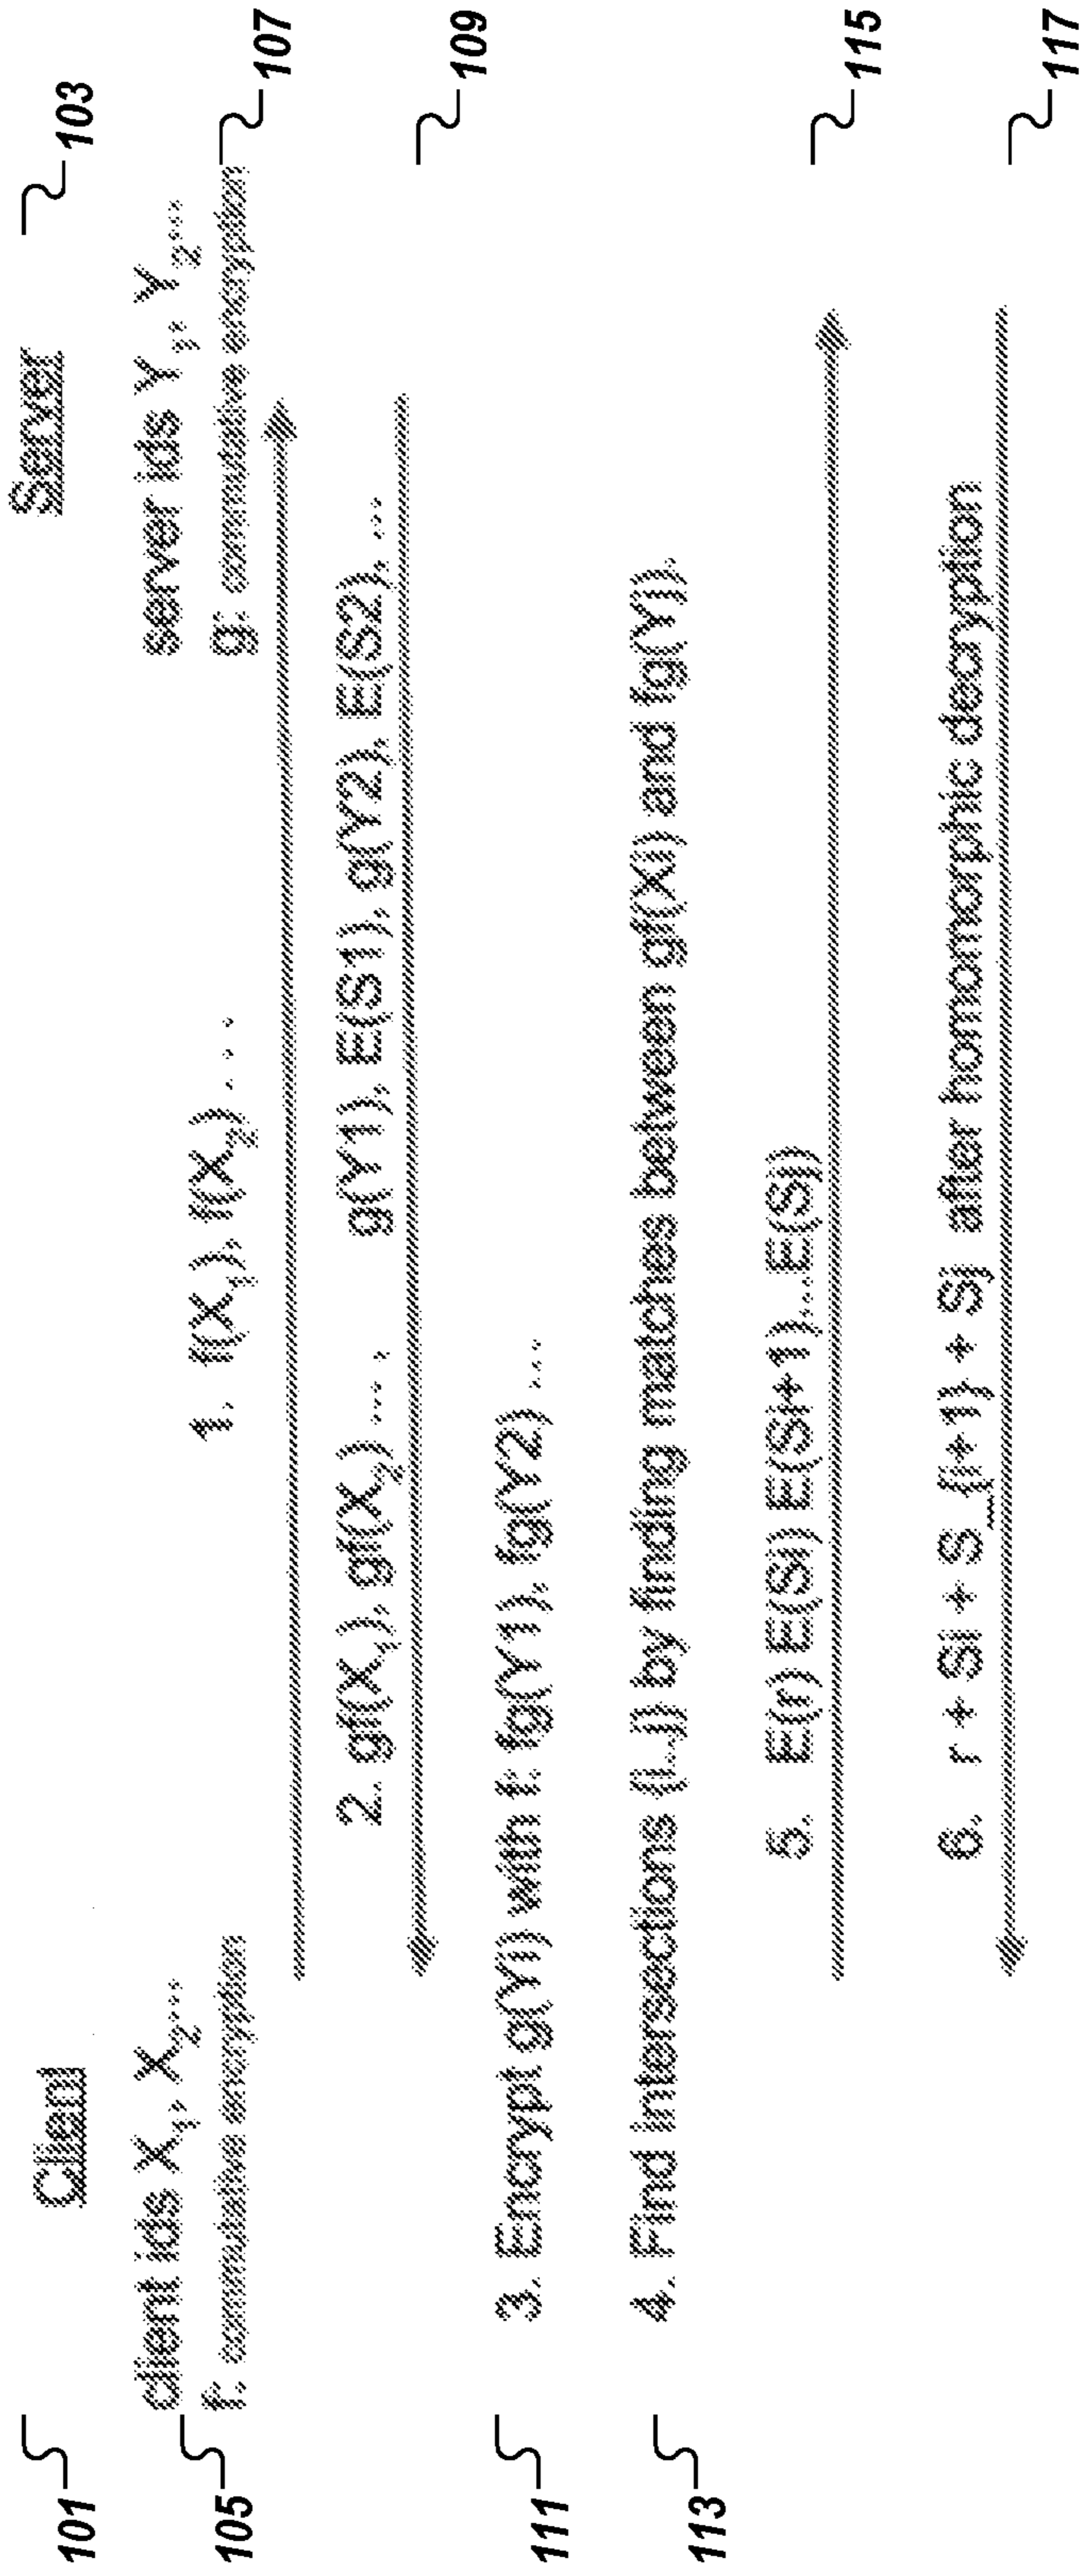 Client
Server
101
103
client ids X1, X2...
server ids Y1, Y2...
f: commutative encryption
g: commutative encryption
105
107
1. f(X1), f(X2) ....
2. gf(X1), gf(X2) ...., g(Y1), E(S1), g(Y2), E(S2), ...
109
3. Encrypt g(Yi) with f: fg(Y1), fg(Y2) ...
111
4. Find intersections {i..j} by finding matches between gf(Xi) and fg(Yj).
113
5. E(r) E(Si) E(Si+1)...E(Sj)
115
6. r + Si + S_{i+1} + Sj after homomorphic decryption
117